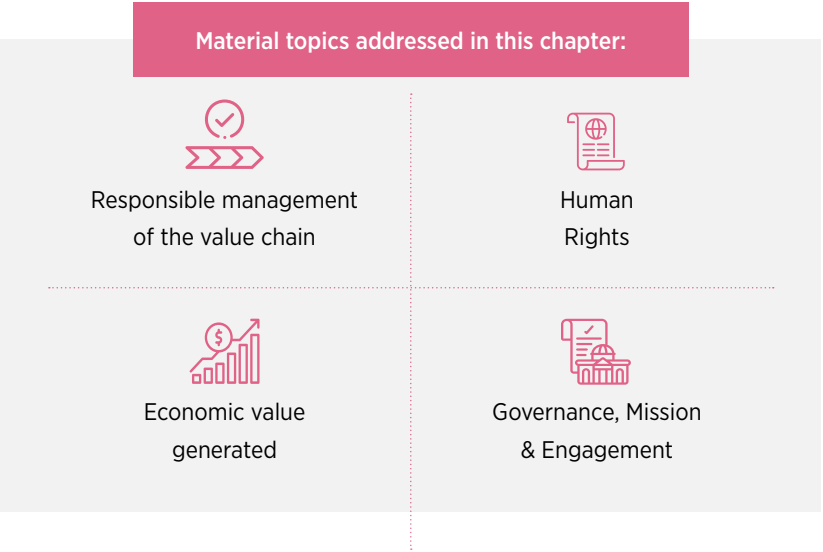 Material topics addressed in this chapter:
Responsible management
of the value chain
Human
Rights
$
Economic value
generated
Governance, Mission
& Engagement